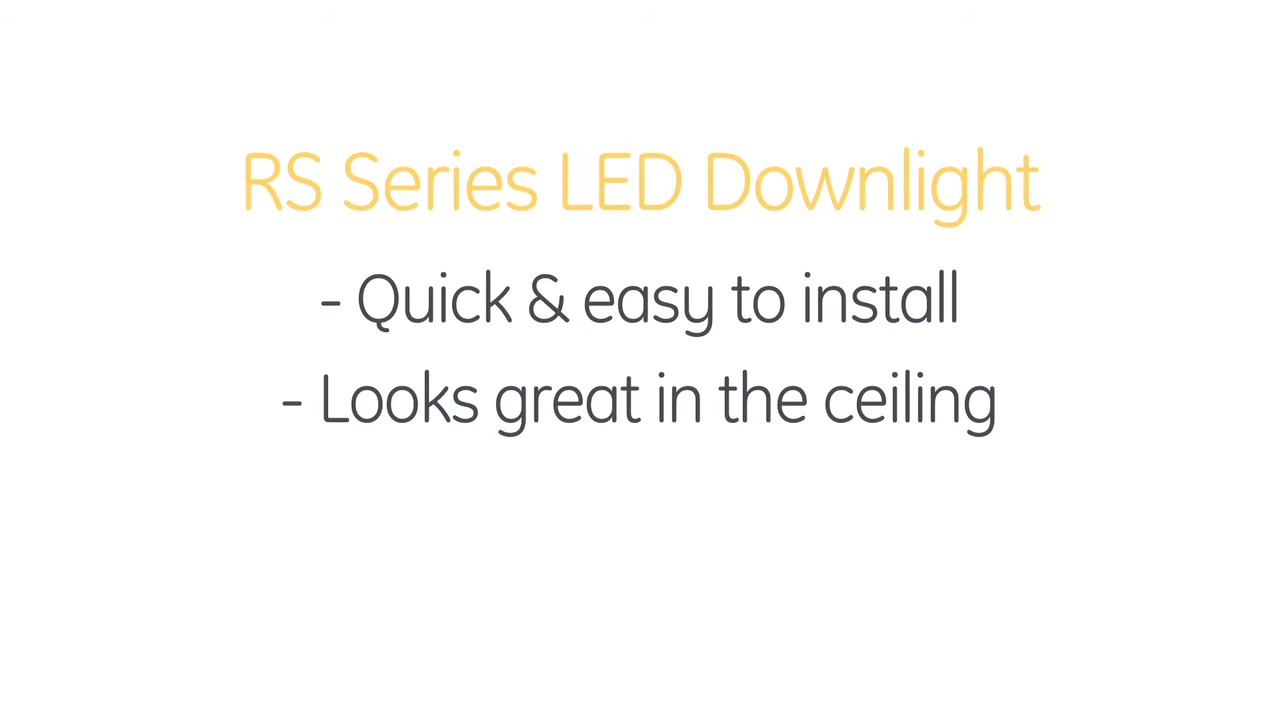 RS Series LED Downlight
- Quick & easy to install
- Looks great in the ceiling